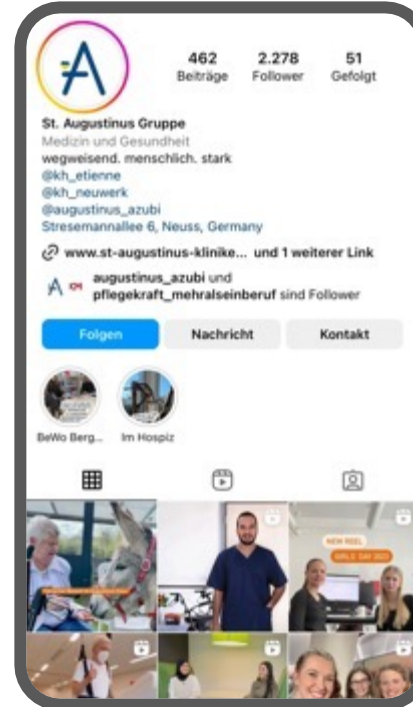 462 2.278 51
Beiträge Follower Gefolgt
St. Augustinus Gruppe
Medizin und Gesundheit
wegweisend. menschlich. stark
@kh_etienne
@kh_neuwerk
@augustinus_azubi
Stresemannallee 6, Neuss, Germany
www.st-augustinus-klinike... und 1 weiterer Link
augustinus_azubi und
pflegekraft_mehralseinberuf sind Follower
Folgen Nachricht Kontakt
BeWo Berg... Im Hospiz
NEW REEL
GIRLS' DAY 2023